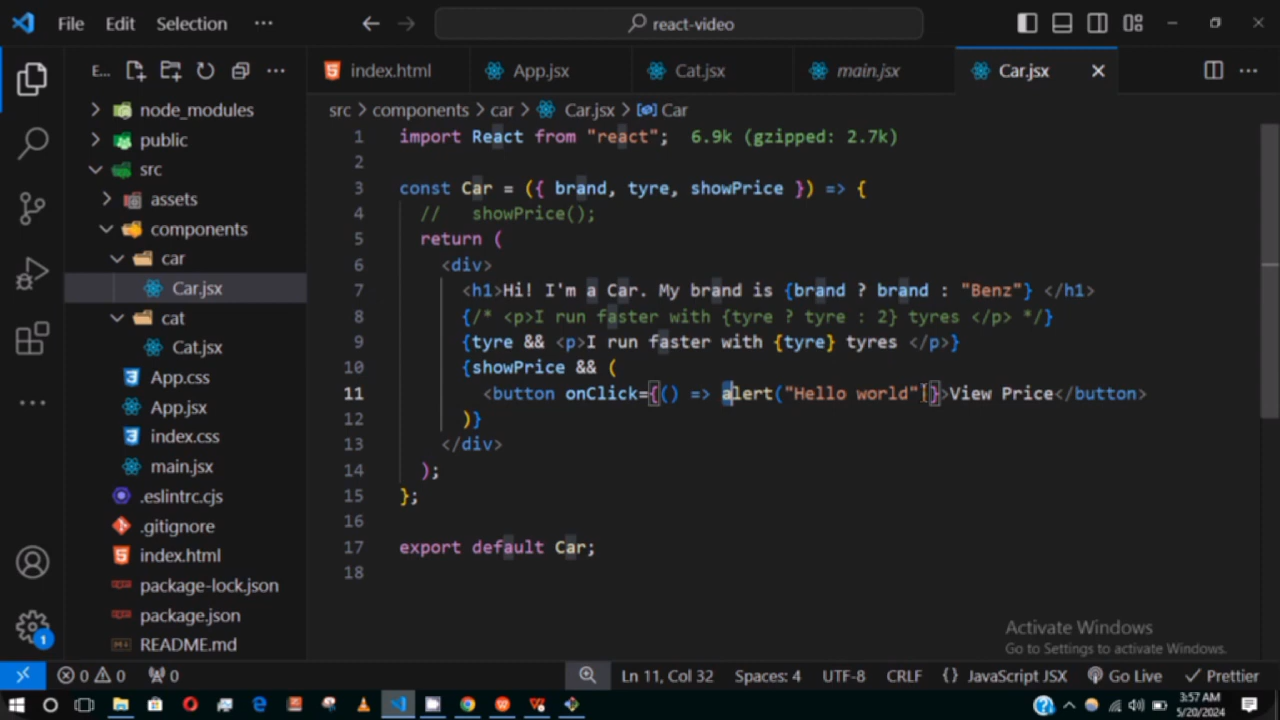 File Edit Selection ··· react-video
E... ··· index.html App.jsx Cat.jsx main.jsx Car.jsx
node_modules
public
src
assets
components
car
Car.jsx
cat
Cat.jsx
App.css
App.jsx
index.css
main.jsx
.eslintrc.cjs
.gitignore
index.html
package-lock.json
package.json
README.md
src > components > car > Car.jsx > Car
1 import React from "react"; 6.9k (gzipped: 2.7k)
2
3 const Car = ({ brand, tyre, showPrice }) => {
4 // showPrice();
5 return (
6 <div>
7 <h1>Hi! I'm a Car. My brand is {brand ? brand : "Benz"} </h1>
8 {/* <p>I run faster with {tyre ? tyre : 2} tyres </p> */}
9 {tyre && <p>I run faster with {tyre} tyres </p>}
10 {showPrice && (
11 <button onClick={() => alert("Hello world")}>View Price</button>
12 )}
13 </div>
14 );
15 };
16
17 export default Car;
18
Activate Windows
Go to Settings to activate Windows.
1
0 0 0 Ln 11, Col 32 Spaces: 4 UTF-8 CRLF {} JavaScript JSX Go Live Prettier
3:57 AM
5/20/2024